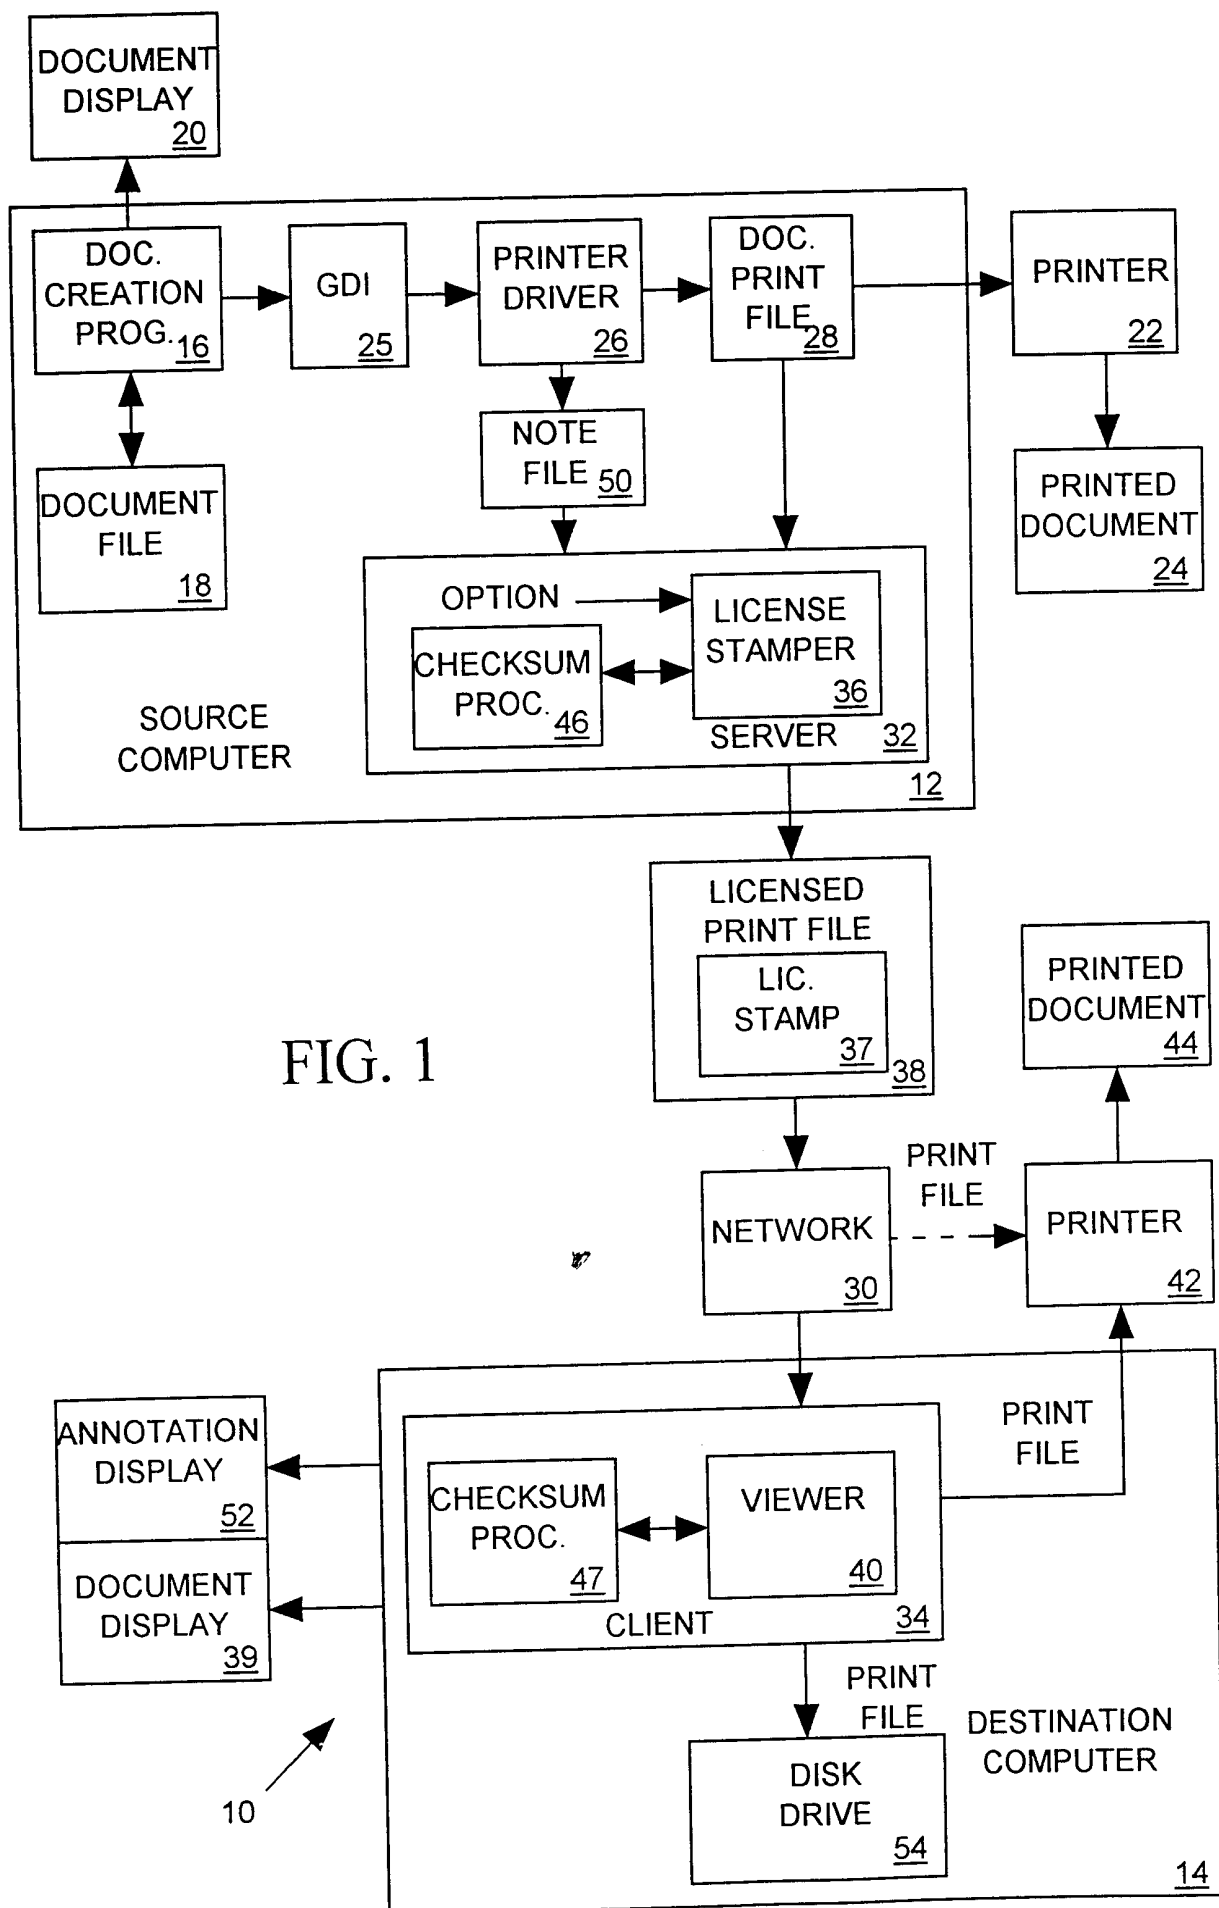 DOCUMENT
DISPLAY
20
DOC.
CREATION
PROG.
16
GDI
25
PRINTER
DRIVER
26
DOC.
PRINT
FILE
28
PRINTER
22
NOTE
FILE
50
DOCUMENT
FILE
18
PRINTED
DOCUMENT
24
OPTION
LICENSE
STAMPER
36
CHECKSUM
PROC.
46
SERVER
32
SOURCE
COMPUTER
12
LICENSED
PRINT FILE
LIC.
STAMP
37
38
PRINTED
DOCUMENT
44
FIG. 1
NETWORK
30
PRINT
FILE
PRINTER
42
ANNOTATION
DISPLAY
52
DOCUMENT
DISPLAY
39
CHECKSUM
PROC.
47
VIEWER
40
CLIENT
34
PRINT
FILE
PRINT
FILE
DISK
DRIVE
54
DESTINATION
COMPUTER
14
10